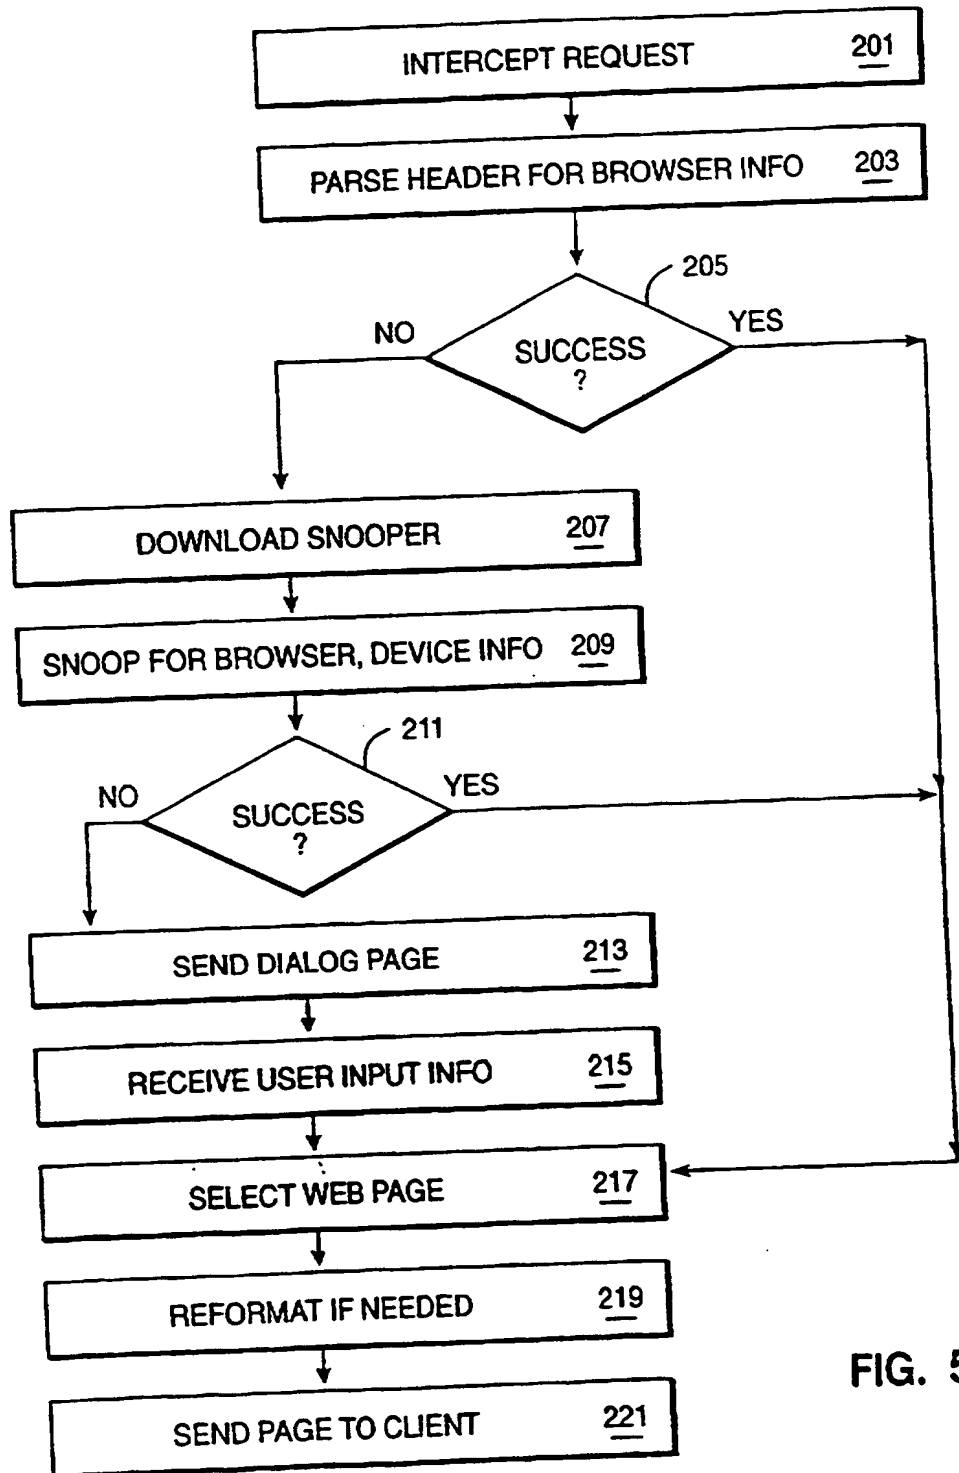 INTERCEPT REQUEST 201
PARSE HEADER FOR BROWSER INFO 203
205
NO
YES
SUCCESS
?
DOWNLOAD SNOOPER 207
SNOOP FOR BROWSER, DEVICE INFO 209
211
NO
YES
SUCCESS
?
SEND DIALOG PAGE 213
RECEIVE USER INPUT INFO 215
SELECT WEB PAGE 217
REFORMAT IF NEEDED 219
SEND PAGE TO CLIENT 221
FIG. 5